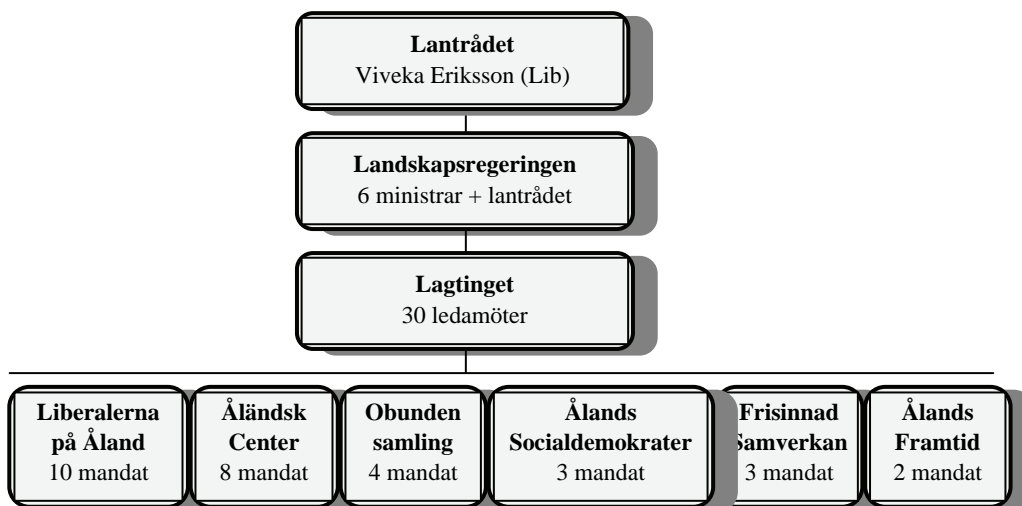 Lantrådet
Viveka Eriksson (Lib)
Landskapsregeringen
6 ministrar + lantrådet
Lagtinget
30 ledamöter
Liberalerna
på Åland
10 mandat
Åländsk
Center
8 mandat
Obunden
samling
4 mandat
Ålands
Socialdemokrater
3 mandat
Frisinnad
Samverkan
3 mandat
Ålands
Framtid
2 mandat